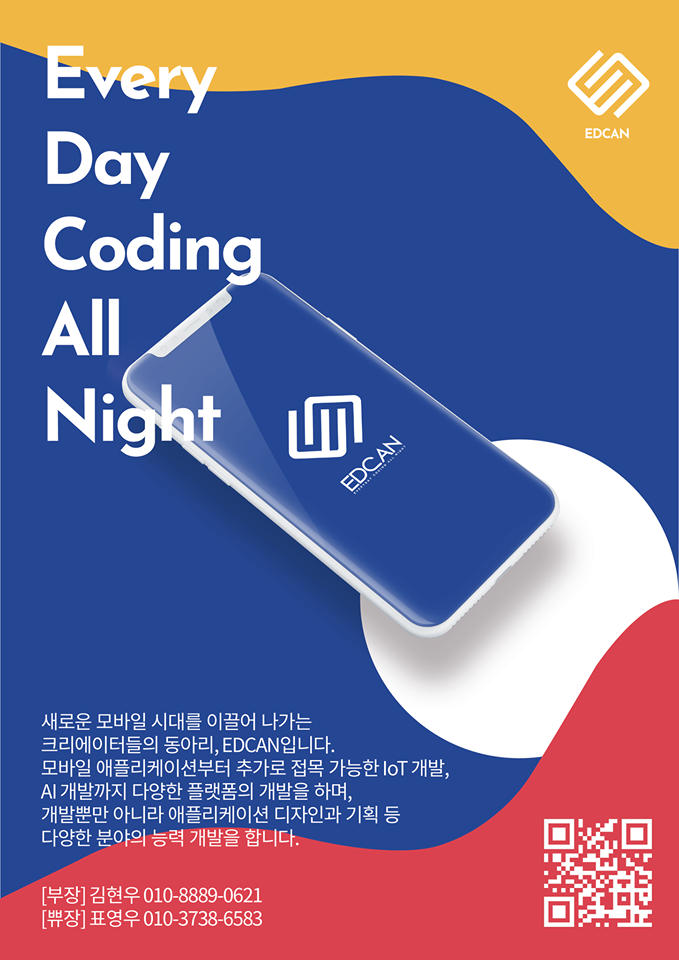 Every
Day
Coding
All
Night
EDCAN
EDCAN
EVERYDAY CODING ALL NIGHT
새로운 모바일 시대를 이끌어 나가는
크리에이터들의 동아리, EDCAN입니다.
모바일 애플리케이션부터 추가로 접목 가능한 IoT 개발,
AI 개발까지 다양한 플랫폼의 개발을 하며,
개발뿐만 아니라 애플리케이션 디자인과 기획 등
다양한 분야의 능력 개발을 합니다.
[부장] 김현우 010-8889-0621
[쀼장] 표영우 010-3738-6583